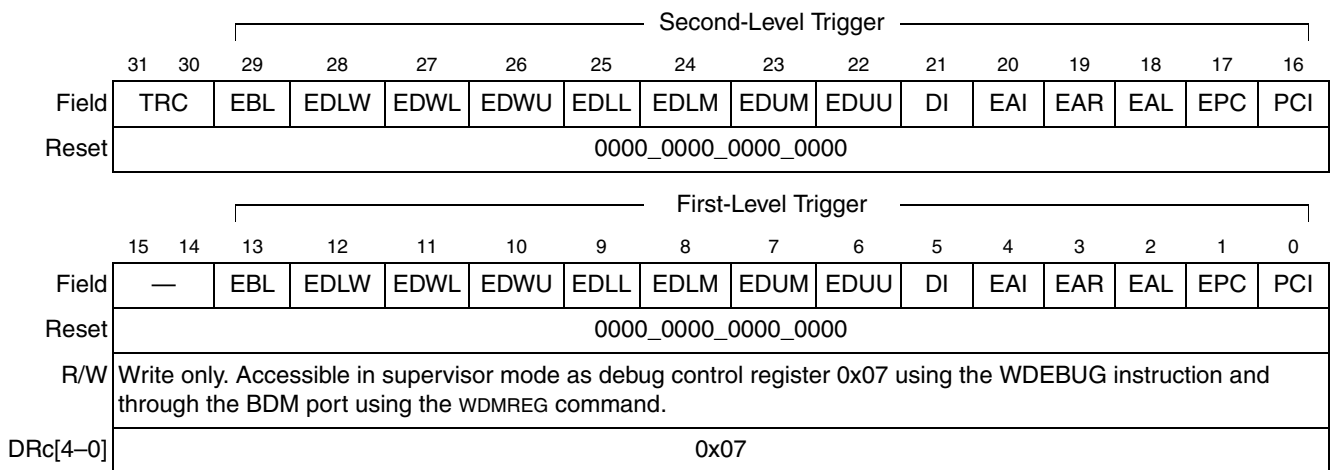 Second-Level Trigger
31 30 29 28 27 26 25 24 23 22 21 20 19 18 17 16
Field TRC EBL EDLW EDWL EDWU EDLL EDLM EDUM EDUU DI EAI EAR EAL EPC PCI
Reset 0000_0000_0000_0000
First-Level Trigger
15 14 13 12 11 10 9 8 7 6 5 4 3 2 1 0
Field — EBL EDLW EDWL EDWU EDLL EDLM EDUM EDUU DI EAI EAR EAL EPC PCI
Reset 0000_0000_0000_0000
R/W Write only. Accessible in supervisor mode as debug control register 0x07 using the WDEBUG instruction and
through the BDM port using the WDMREG command.
DRc[4–0] 0x07